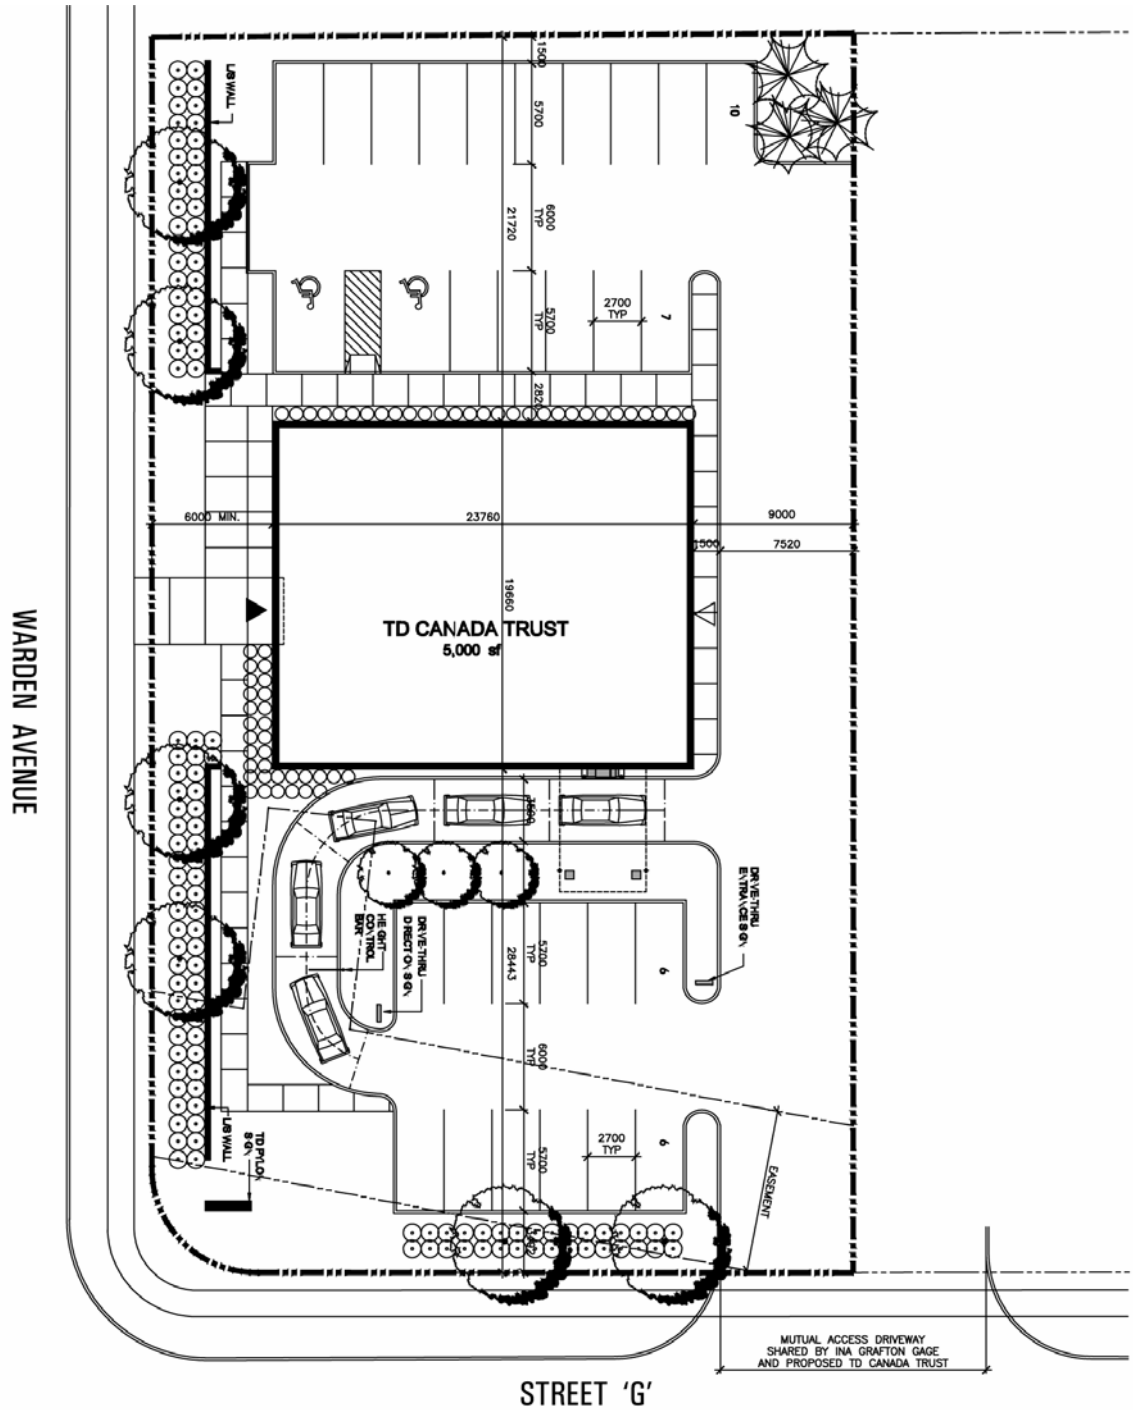 1500
L/S WALL
5700
10
6000
TYP
21720
5700
TYP
2700
TYP
7
2820
6000 MIN.
23760
9000
1500
7520
19660
TD CANADA TRUST
5,000 sf
WARDEN AVENUE
DRIVE-THRU
ENTRANCE SIGN
HEIGHT
CONTROL
BAR
DRIVE-THRU
DIRECTION SIGN
5700
TYP
28443
6
6000
TYP
L/S WALL
TD PYLON
SIGN
5700
TYP
2700
TYP
6
EASEMENT
MUTUAL ACCESS DRIVEWAY
SHARED BY INA GRAFTON GAGE
AND PROPOSED TD CANADA TRUST
STREET 'G'